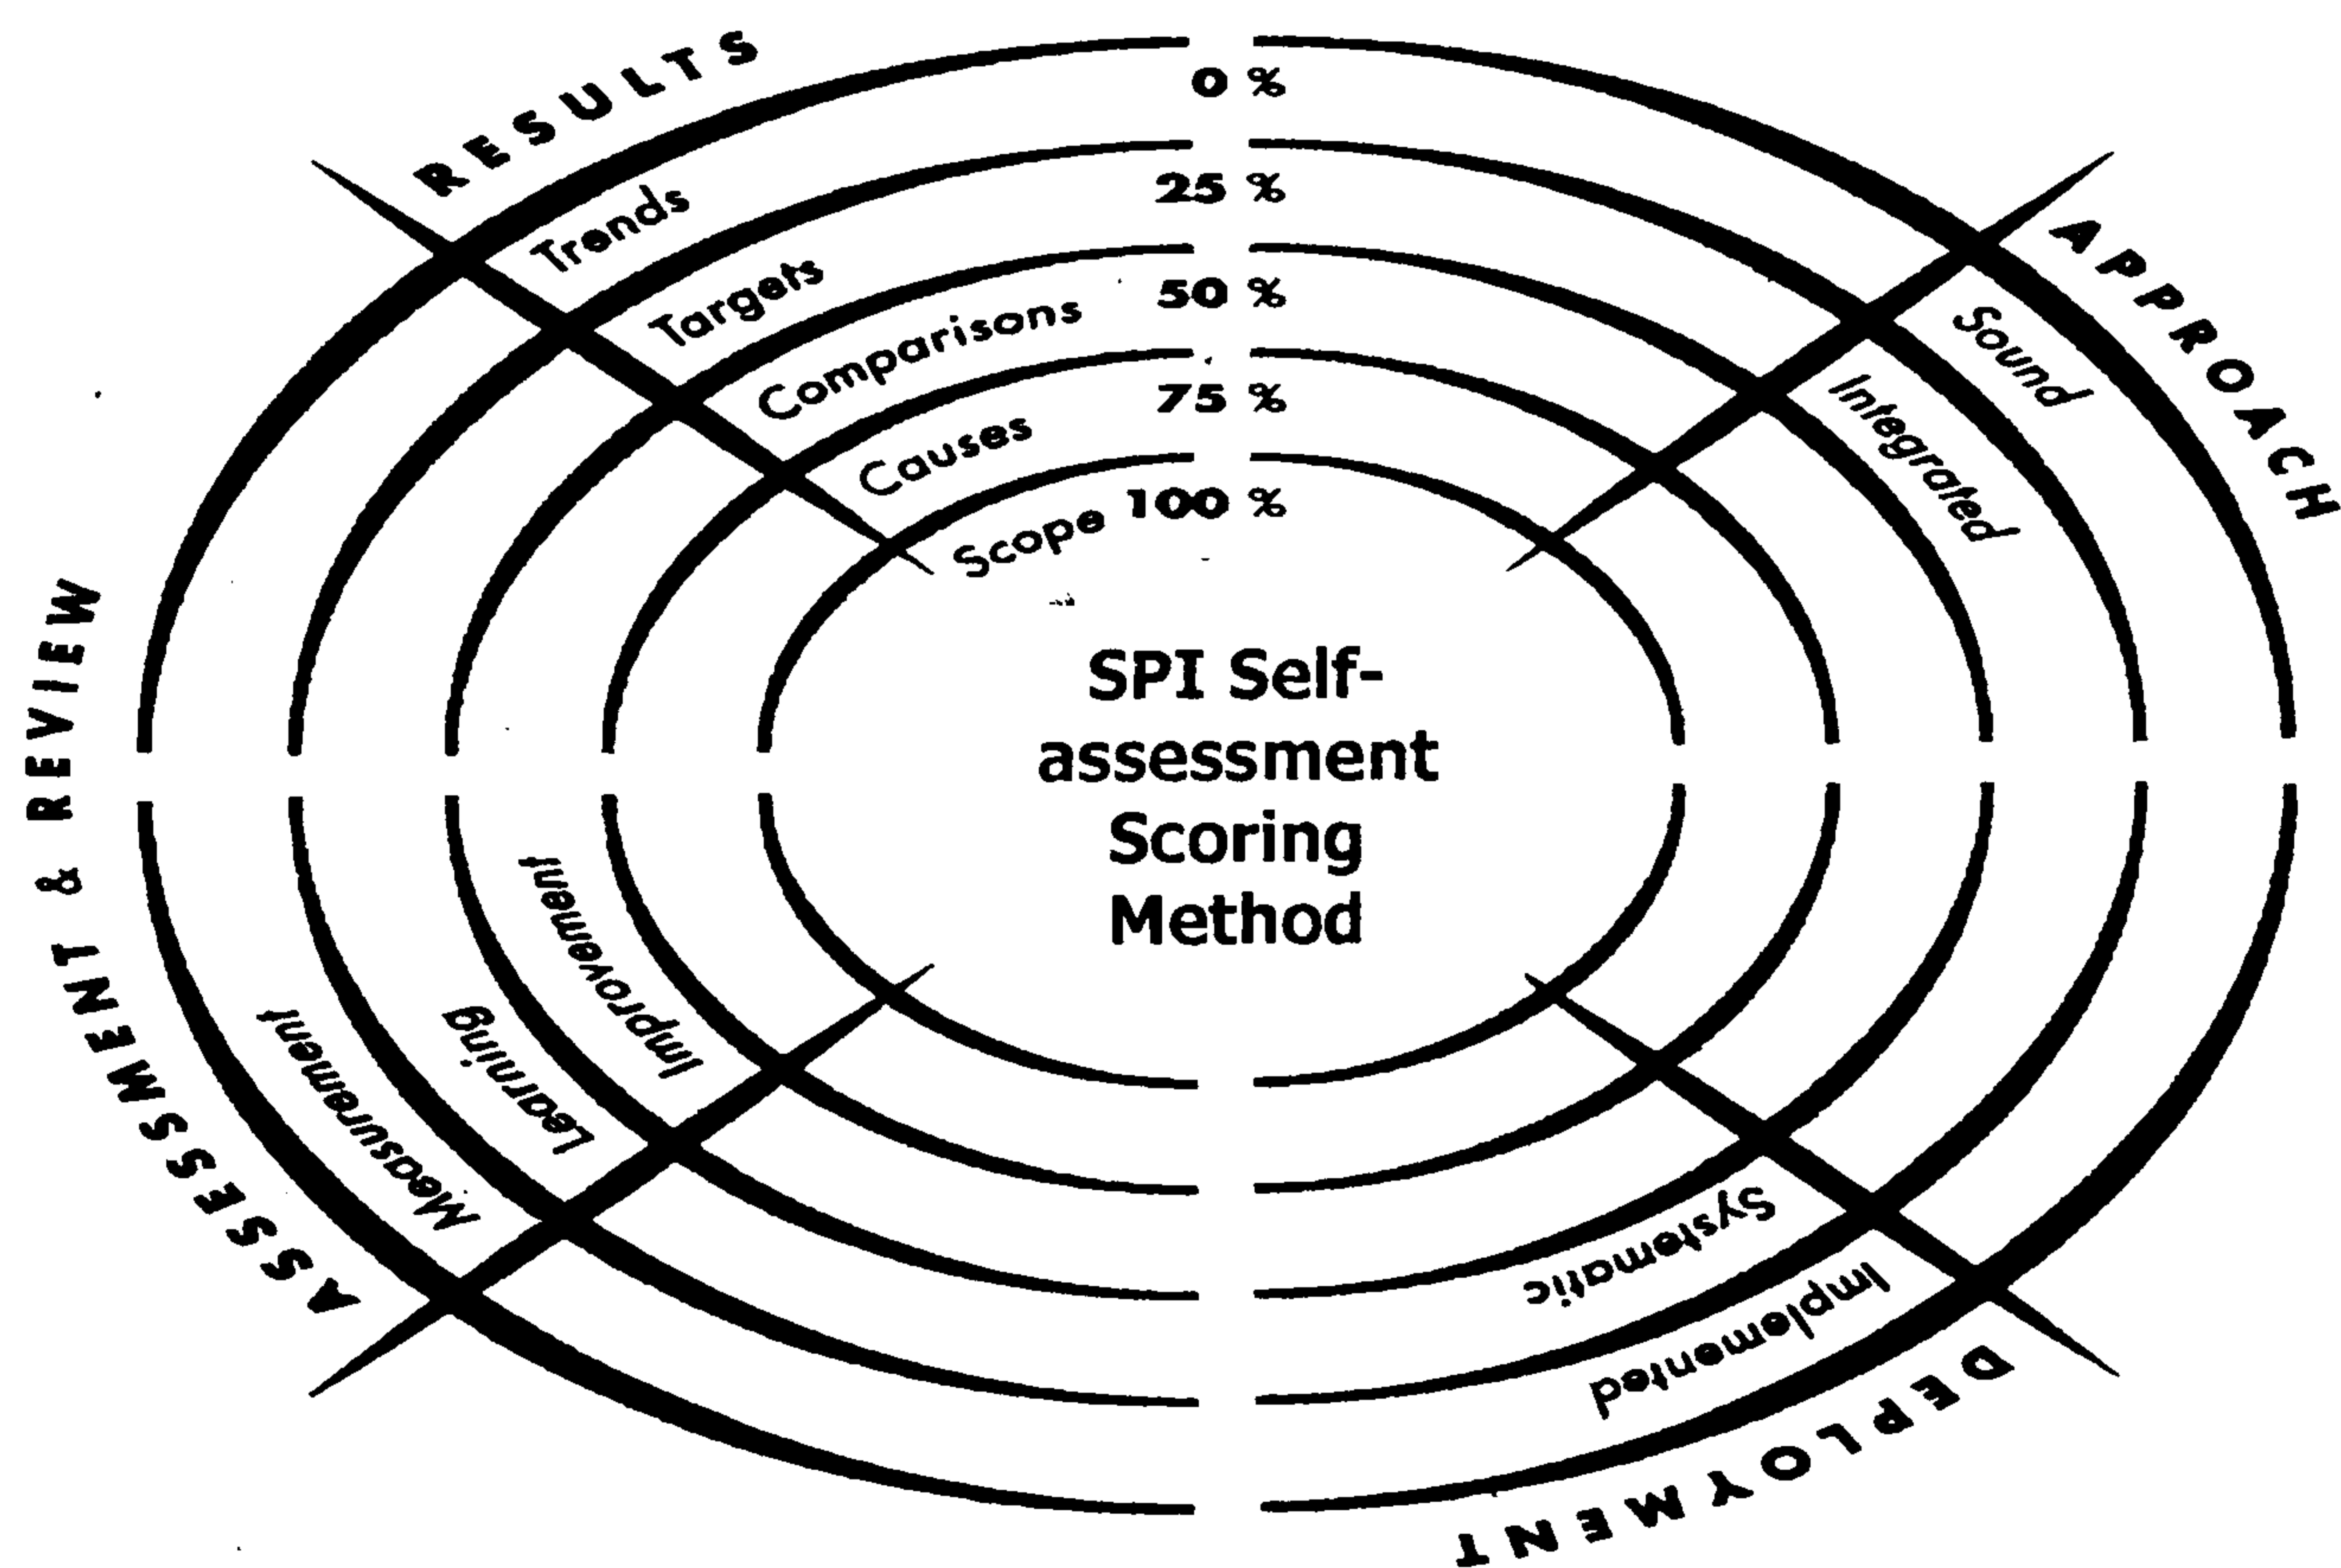 RESULTS
0 %
25 %
50 %
75 %
100 %
Trends
Targets
Comparisons
Causes
Scope
APPROACH
Sound
Integrated
SPI Self-
assessment
Scoring
Method
DEPLOYMENT
Systematic
Implemented
ASSESSMENT & REVIEW
Measurement
Learning
Improvement